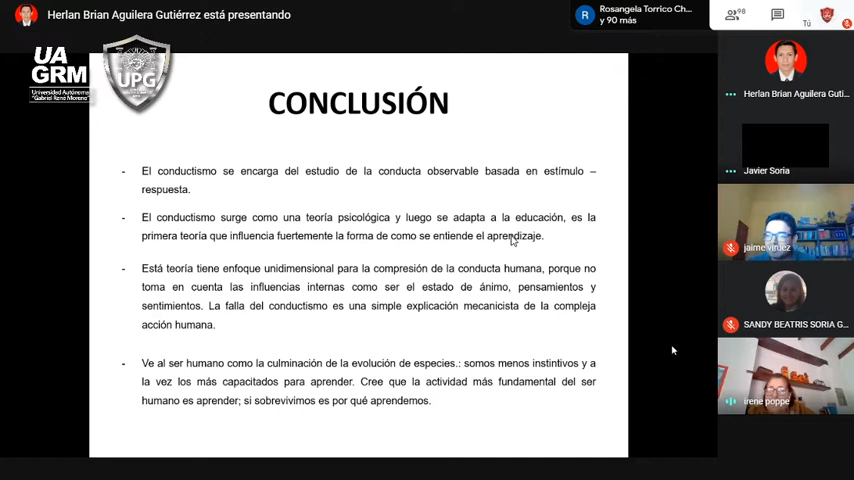 Herlan Brian Aguilera Gutiérrez está presentando
Rosangela Torrico Ch...
y 90 más
R
98
Tú
UA
GRM
Universidad Autónoma
"Gabriel René Moreno"
UPG
CONCLUSIÓN
- El conductismo se encarga del estudio de la conducta observable basada en estímulo –
respuesta.
- El conductismo surge como una teoría psicológica y luego se adapta a la educación, es la
primera teoría que influencia fuertemente la forma de como se entiende el aprendizaje.
- Está teoría tiene enfoque unidimensional para la compresión de la conducta humana, porque no
toma en cuenta las influencias internas como ser el estado de ánimo, pensamientos y
sentimientos. La falla del conductismo es una simple explicación mecanicista de la compleja
acción humana.
- Ve al ser humano como la culminación de la evolución de especies.: somos menos instintivos y a
la vez los más capacitados para aprender. Cree que la actividad más fundamental del ser
humano es aprender; si sobrevivimos es por qué aprendemos.
Herlan Brian Aguilera Guti...
Javier Soria
jaime viruez
SANDY BEATRIS SORIA G...
irene poppe